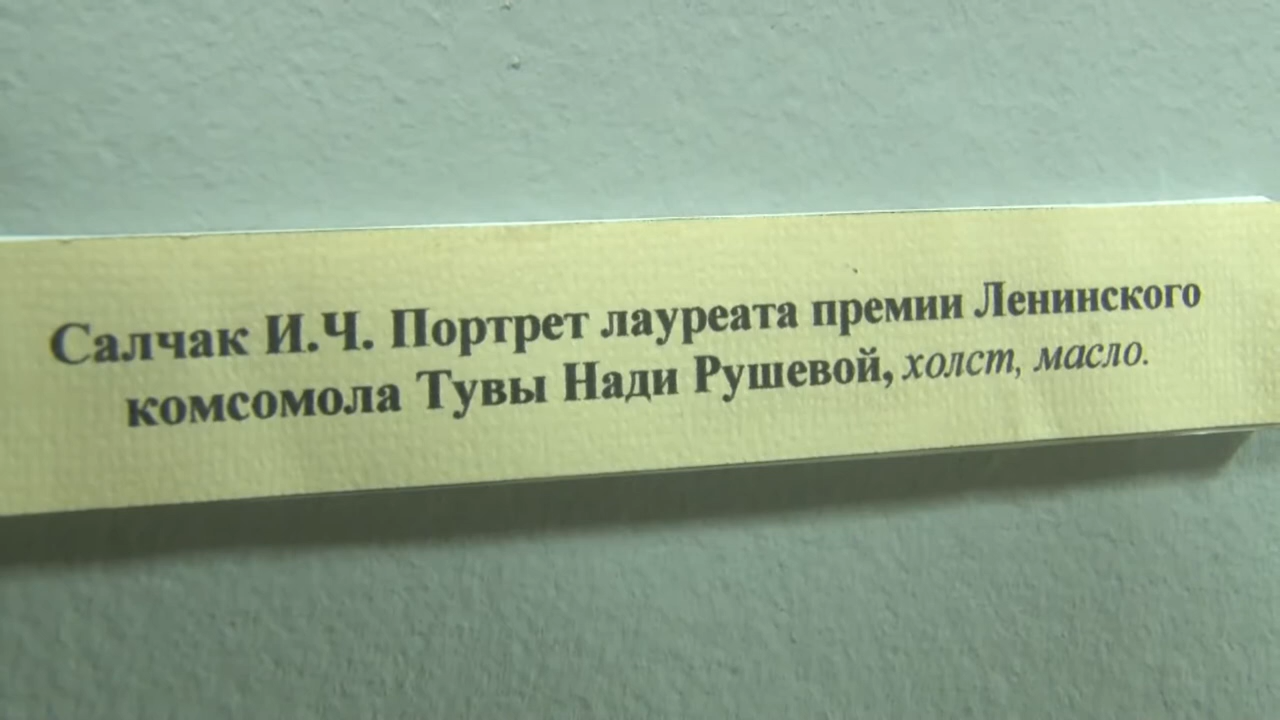 Салчак И.Ч. Портрет лауреата премии Ленинского
комсомола Тувы Нади Рушевой, холст, масло.